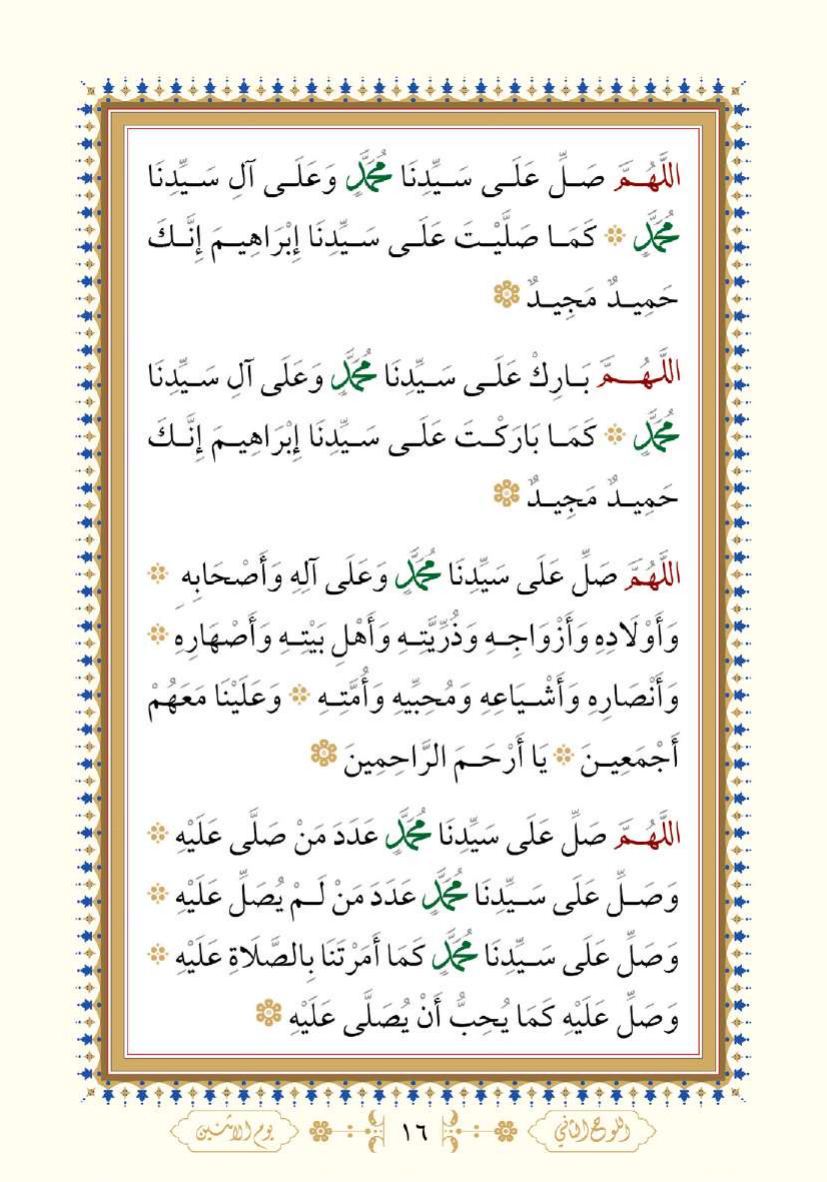 اللَّهُمَّ صَلِّ عَلَى سَيِّدِنَا مُحَمَّدٍ وَعَلَى آلِ سَيِّدِنَا
مُحَمَّدٍ كَمَا صَلَّيْتَ عَلَى سَيِّدِنَا إِبْرَاهِيمَ إِنَّكَ
حَمِيدٌ مَجِيدٌ
اللَّهُمَّ بَارِكْ عَلَى سَيِّدِنَا مُحَمَّدٍ وَعَلَى آلِ سَيِّدِنَا
مُحَمَّدٍ كَمَا بَارَكْتَ عَلَى سَيِّدِنَا إِبْرَاهِيمَ إِنَّكَ
حَمِيدٌ مَجِيدٌ
اللَّهُمَّ صَلِّ عَلَى سَيِّدِنَا مُحَمَّدٍ وَعَلَى آلِهِ وَأَصْحَابِهِ
وَأَوْلَادِهِ وَأَزْوَاجِهِ وَذُرِّيَّتِهِ وَأَهْلِ بَيْتِهِ وَأَصْهَارِهِ
وَأَنْصَارِهِ وَأَشْيَاعِهِ وَمُحِبِّيهِ وَأُمَّتِهِ وَعَلَيْنَا مَعَهُمْ
أَجْمَعِينَ يَا أَرْحَمَ الرَّاحِمِينَ
اللَّهُمَّ صَلِّ عَلَى سَيِّدِنَا مُحَمَّدٍ عَدَدَ مَنْ صَلَّى عَلَيْهِ
وَصَلِّ عَلَى سَيِّدِنَا مُحَمَّدٍ عَدَدَ مَنْ لَمْ يُصَلِّ عَلَيْهِ
وَصَلِّ عَلَى سَيِّدِنَا مُحَمَّدٍ كَمَا أَمَرْتَنَا بِالصَّلَاةِ عَلَيْهِ
وَصَلِّ عَلَيْهِ كَمَا يُحِبُّ أَنْ يُصَلَّى عَلَيْهِ
اللوح الثاني ١٦ يوم الاثنين